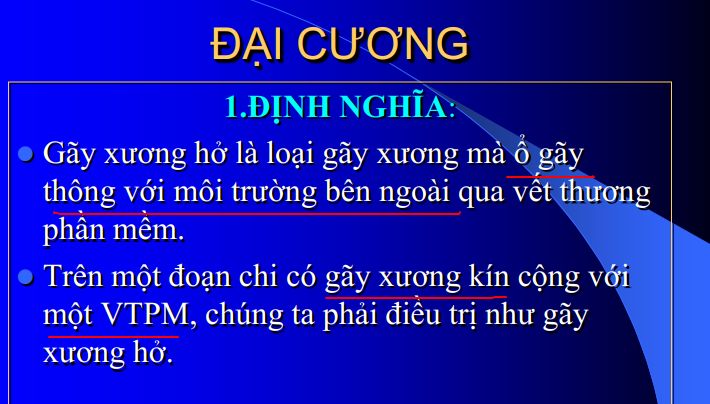 ĐẠI CƯƠNG
1.ĐỊNH NGHĨA:
Gãy xương hở là loại gãy xương mà ổ gãy
thông với môi trường bên ngoài qua vết thương
phần mềm.
Trên một đoạn chi có gãy xương kín cộng với
một VTPM, chúng ta phải điều trị như gãy
xương hở.